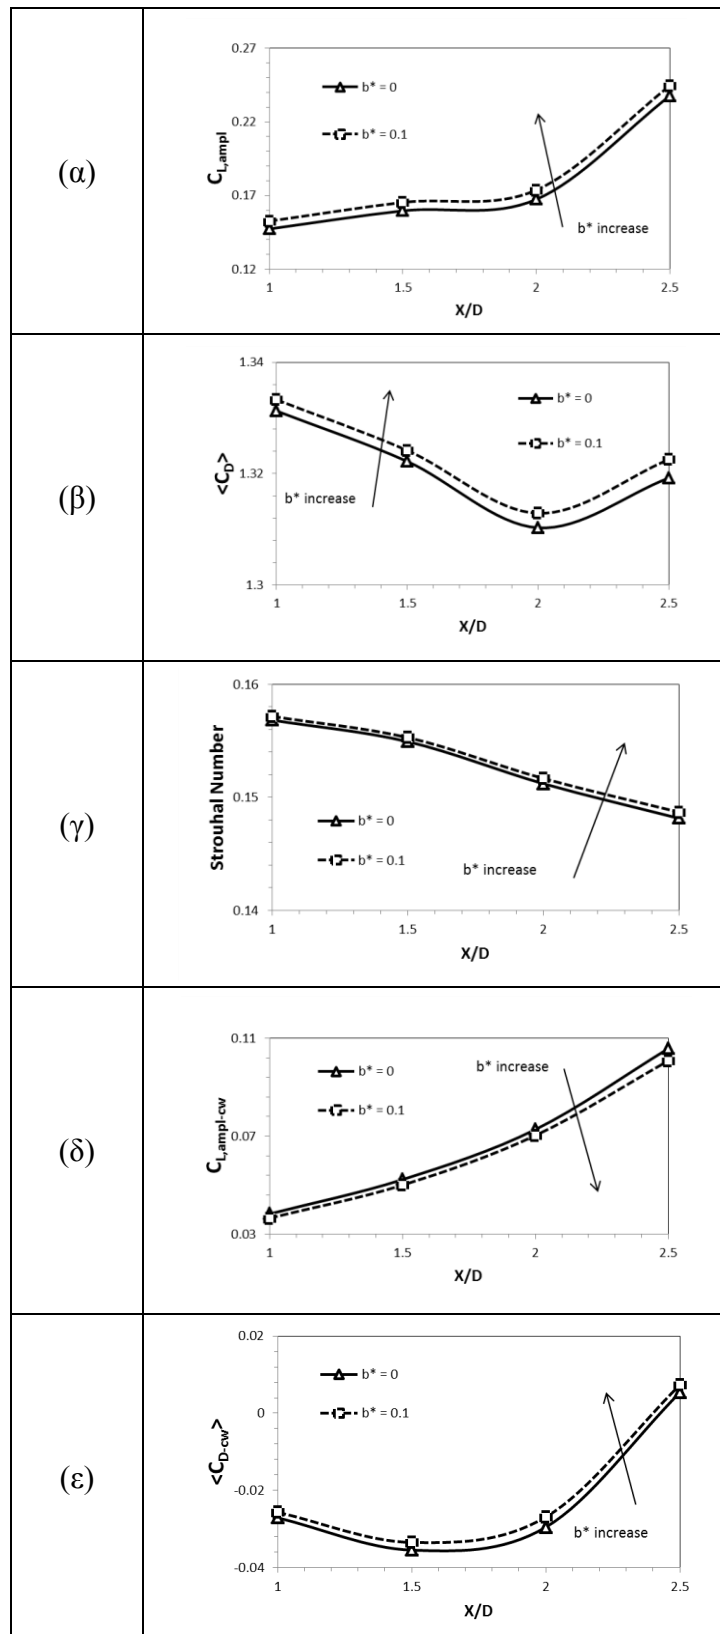 (α)
0.27
0.22
0.17
0.12
C_L,ampl
b* = 0
b* = 0.1
b* increase
1 1.5 2 2.5
X/D
(β)
1.34
1.32
1.3
<C_D>
b* = 0
b* = 0.1
b* increase
1 1.5 2 2.5
X/D
(γ)
0.16
0.15
0.14
Strouhal Number
b* = 0
b* = 0.1
b* increase
1 1.5 2 2.5
X/D
(δ)
0.11
0.07
0.03
C_L,ampl-cw
b* = 0
b* = 0.1
b* increase
1 1.5 2 2.5
X/D
(ε)
0.02
0
-0.02
-0.04
<C_D-cw>
b* = 0
b* = 0.1
b* increase
1 1.5 2 2.5
X/D